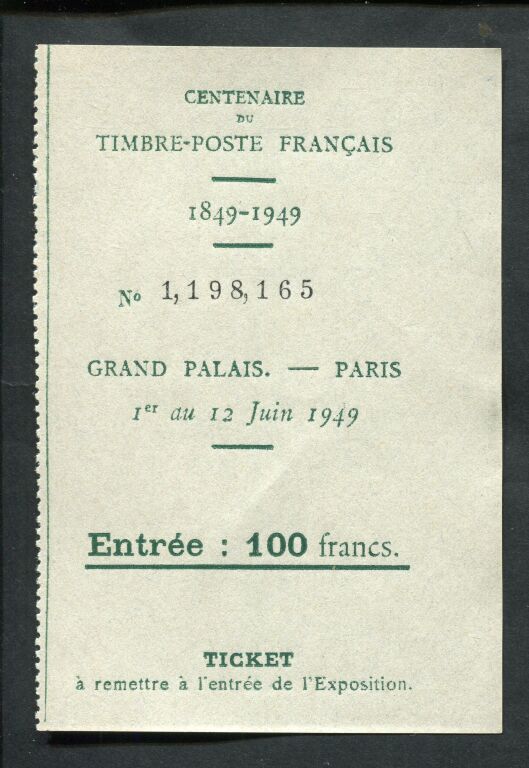 CENTENAIRE
DU
TIMBRE-POSTE FRANÇAIS
1849-1949
No 1,198,165
GRAND PALAIS. — PARIS
1er au 12 Juin 1949
Entrée : 100 francs.
TICKET
à remettre à l'entrée de l'Exposition.